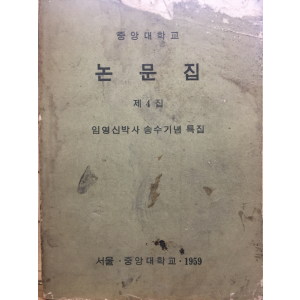 중앙대학교
논문집
제 4 집
임영신박사 송수기념 특집
서울 · 중앙대학교 · 1959